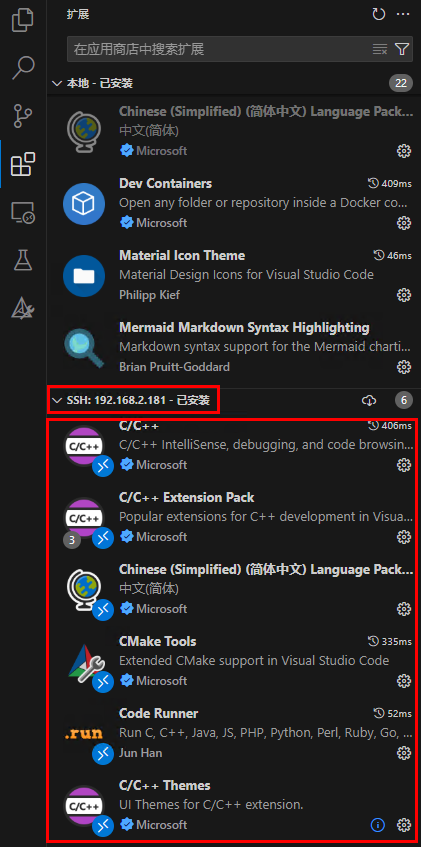 扩展
在应用商店中搜索扩展
本地 - 已安装
22
Chinese (Simplified) (简体中文) Language Pack...
中文(简体)
Microsoft
Dev Containers
409ms
Open any folder or repository inside a Docker co...
Microsoft
Material Icon Theme
46ms
Material Design Icons for Visual Studio Code
Philipp Kief
Mermaid Markdown Syntax Highlighting
Markdown syntax support for the Mermaid charti...
Brian Pruitt-Goddard
SSH: 192.168.2.181 - 已安装
6
C/C++
C/C++
406ms
C/C++ IntelliSense, debugging, and code browsin...
Microsoft
C/C++
3
C/C++ Extension Pack
Popular extensions for C++ development in Visua...
Microsoft
Chinese (Simplified) (简体中文) Language Pack...
中文(简体)
Microsoft
CMake Tools
335ms
Extended CMake support in Visual Studio Code
Microsoft
.run
Code Runner
52ms
Run C, C++, Java, JS, PHP, Python, Perl, Ruby, Go, ...
Jun Han
C/C++
C/C++ Themes
UI Themes for C/C++ extension.
Microsoft